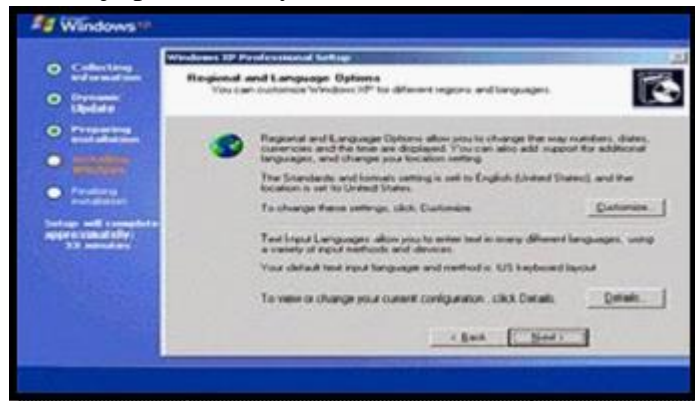 Windows XP
Collecting
information
Dynamic
Update
Preparing
installation
Installing
Windows
Finalizing
installation
Setup will complete
approximately:
33 minutes
Windows XP Professional Setup
Regional and Language Options
You can customize Windows XP for different regions and languages.
Regional and Language Options allow you to change the way numbers, dates,
currencies and the time are displayed. You can also add support for additional
languages, and change your location setting.
The Standards and formats setting is set to English (United States), and the
location is set to United States.
To change these settings, click Customize.
Customize...
Text Input Languages allow you to enter text in many different languages, using
a variety of input methods and devices.
Your default text input language and method is: US keyboard layout
To view or change your current configuration, click Details.
Details...
< Back
Next >